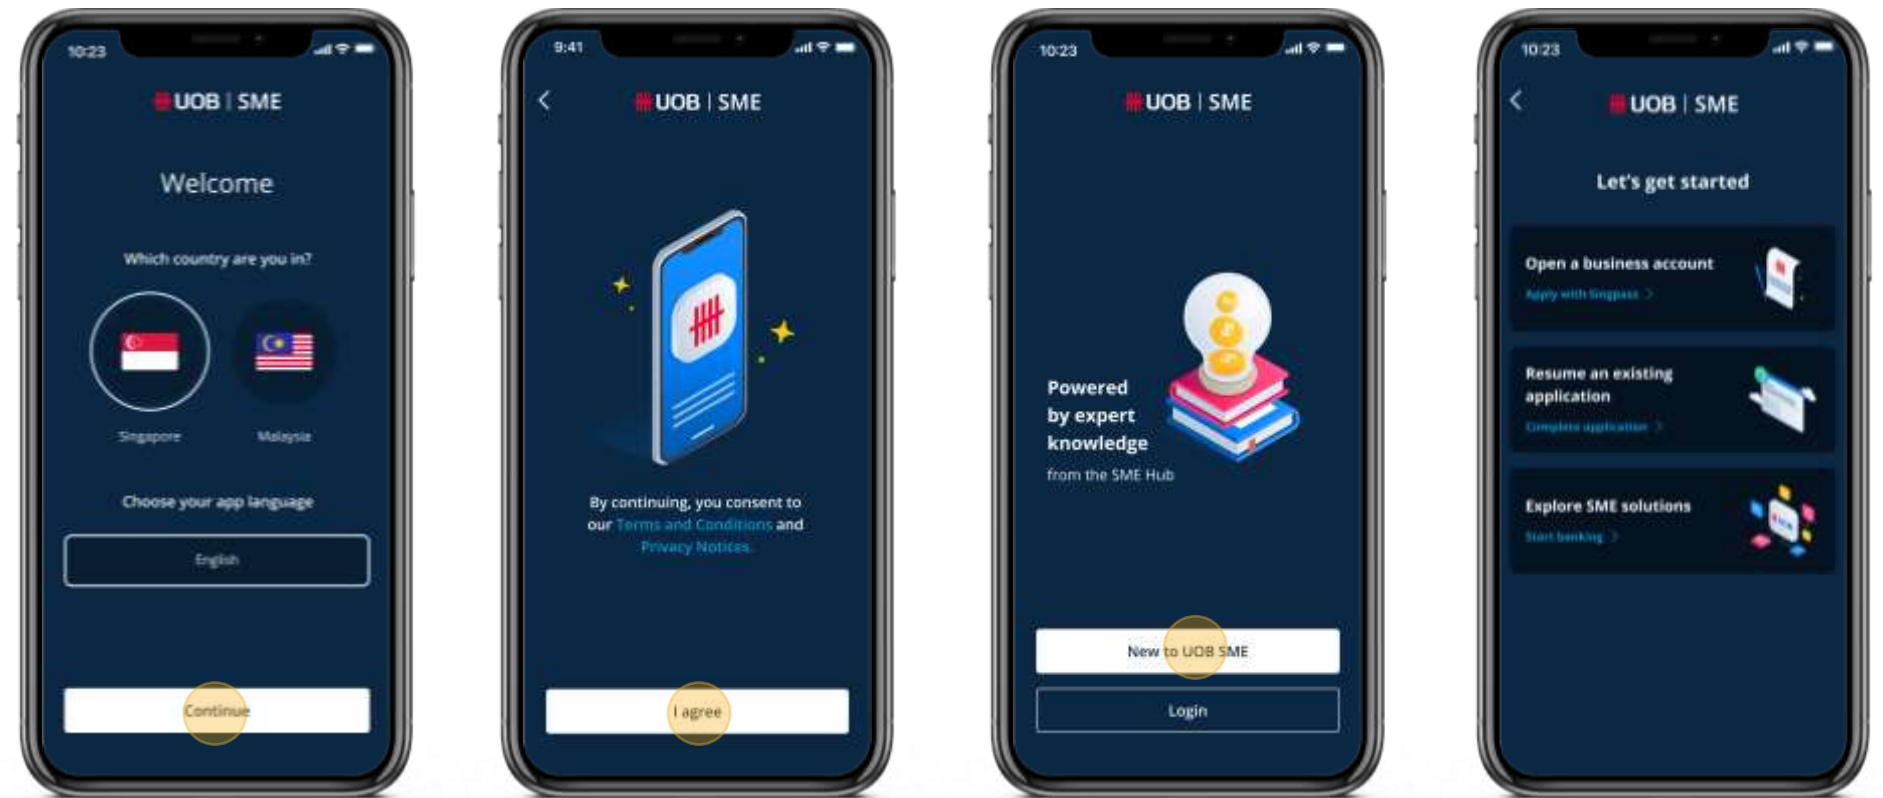 10:23
UOB | SME
Welcome
Which country are you in?
Singapore
Malaysia
Choose your app language
English
Continue
9:41
UOB | SME
By continuing, you consent to
our Terms and Conditions and
Privacy Notices.
I agree
10:23
UOB | SME
Powered
by expert
knowledge
from the SME Hub
New to UOB SME
Login
10:23
UOB | SME
Let's get started
Open a business account
Apply with Singpass >
Resume an existing
application
Complete application >
Explore SME solutions
Start banking >